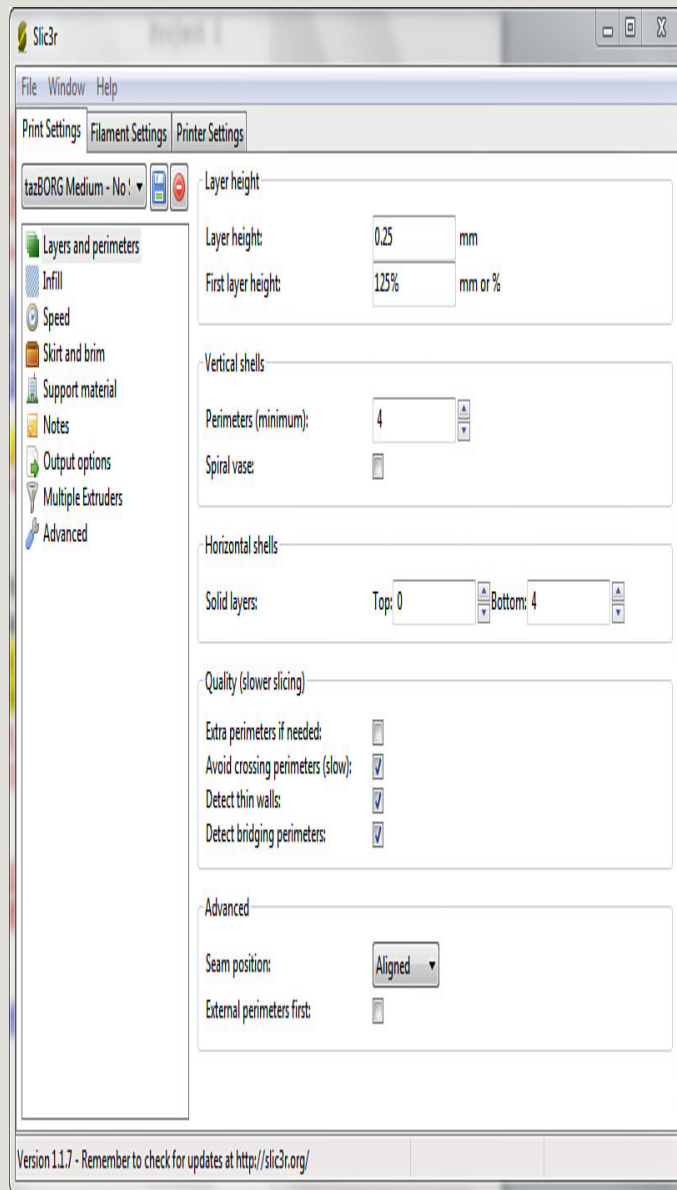 Slic3r
File Window Help
Print Settings Filament Settings Printer Settings
tazBORG Medium - No
Layers and perimeters
Infill
Speed
Skirt and brim
Support material
Notes
Output options
Multiple Extruders
Advanced
Layer height
Layer height: 0.25 mm
First layer height: 125% mm or %
Vertical shells
Perimeters (minimum): 4
Spiral vase:
Horizontal shells
Solid layers: Top: 0 Bottom: 4
Quality (slower slicing)
Extra perimeters if needed:
Avoid crossing perimeters (slow):
Detect thin walls:
Detect bridging perimeters:
Advanced
Seam position: Aligned
External perimeters first:
Version 1.1.7 - Remember to check for updates at http://slic3r.org/